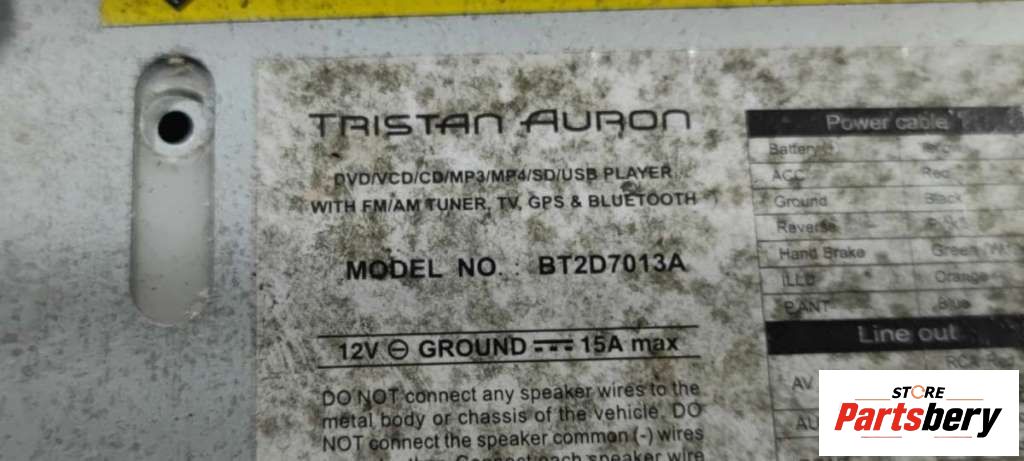 TRISTAN AURON
DVD/VCD/CD/MP3/MP4/SD/USB PLAYER
WITH FM/AM TUNER, TV, GPS & BLUETOOTH
MODEL NO. : BT2D7013A
12V ⊖ GROUND ⎓ 15A max
DO NOT connect any speaker wires to the
metal body or chassis of the vehicle. DO
NOT connect the speaker common (-) wires
Power cable
Battery
ACC Red
Ground Black
Reverse
Hand Brake Green
ILL
P.ANT Blue
Line out
AV
STORE
Partsbery